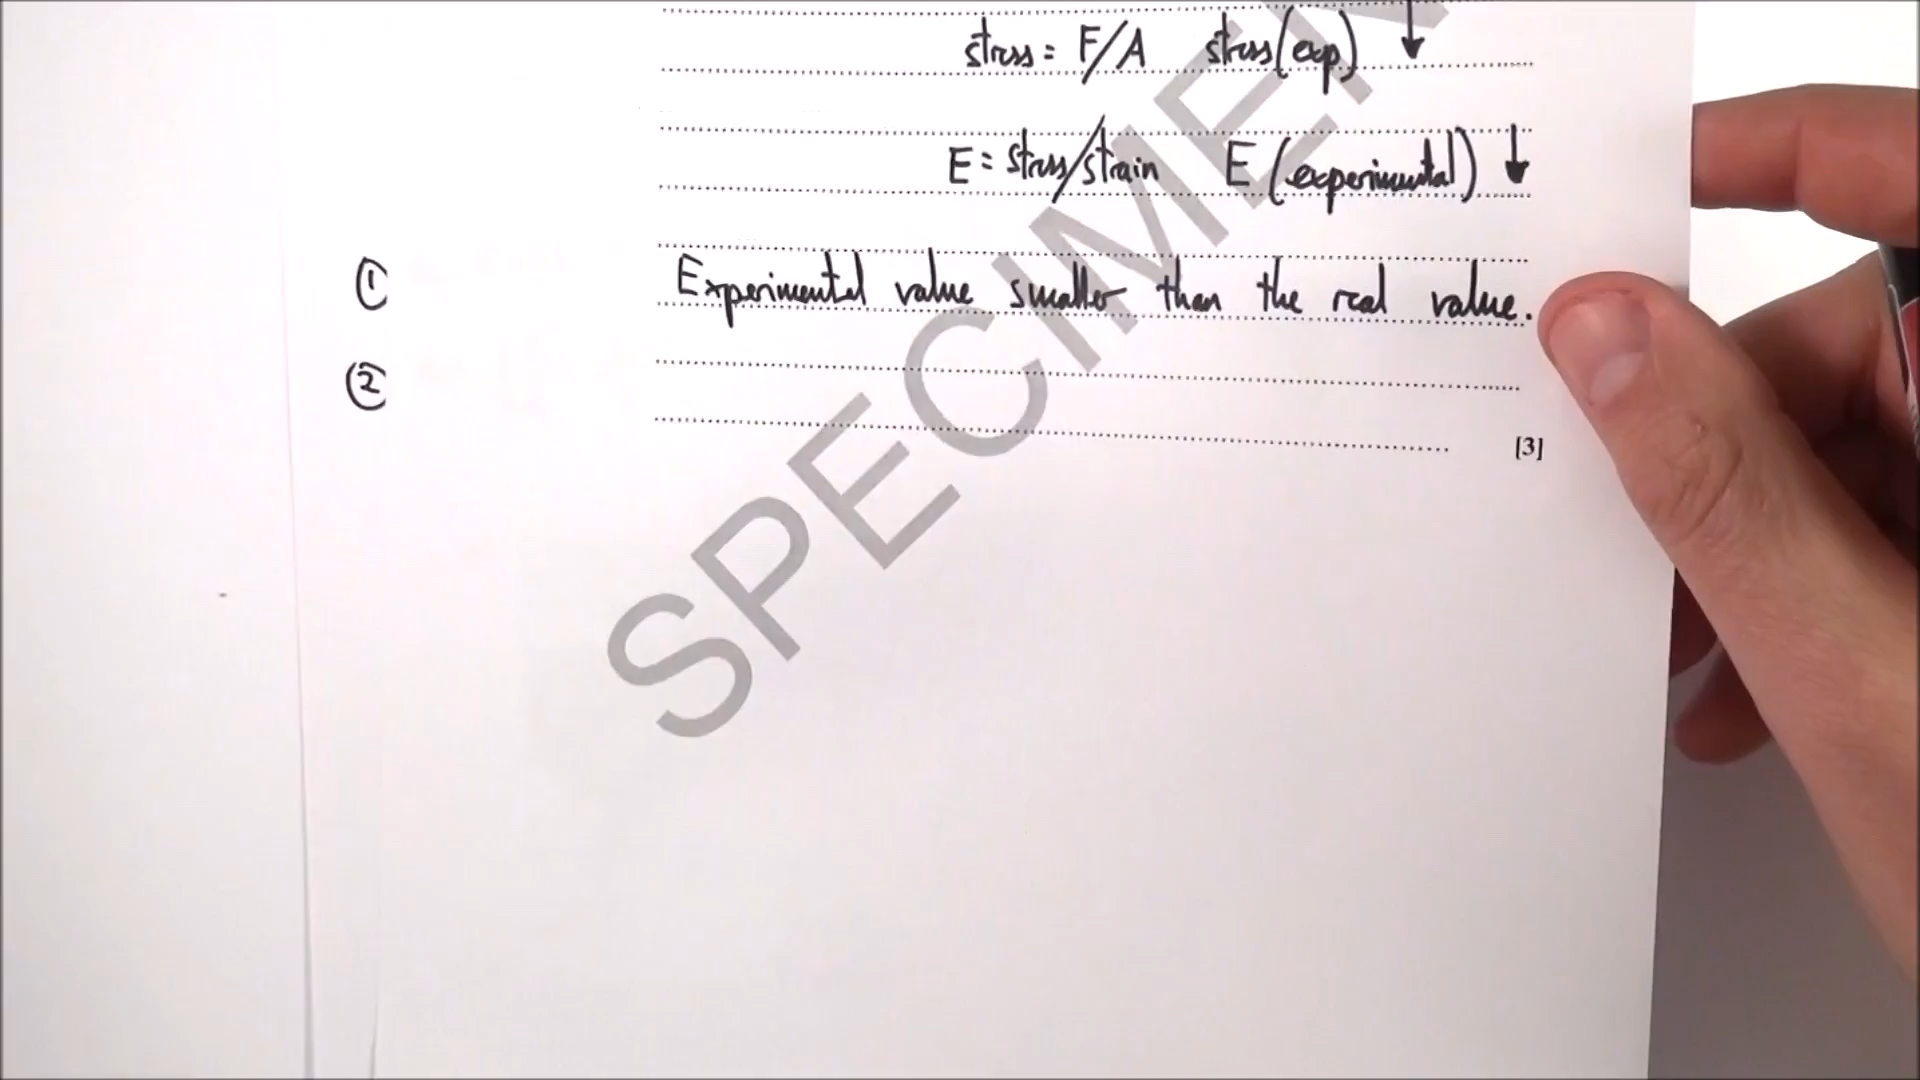 stress = F/A stress (exp) ↓
E = stress/strain E (experimental) ↓
① Experimental value smaller than the real value.
②
[3]
SPECIMEN